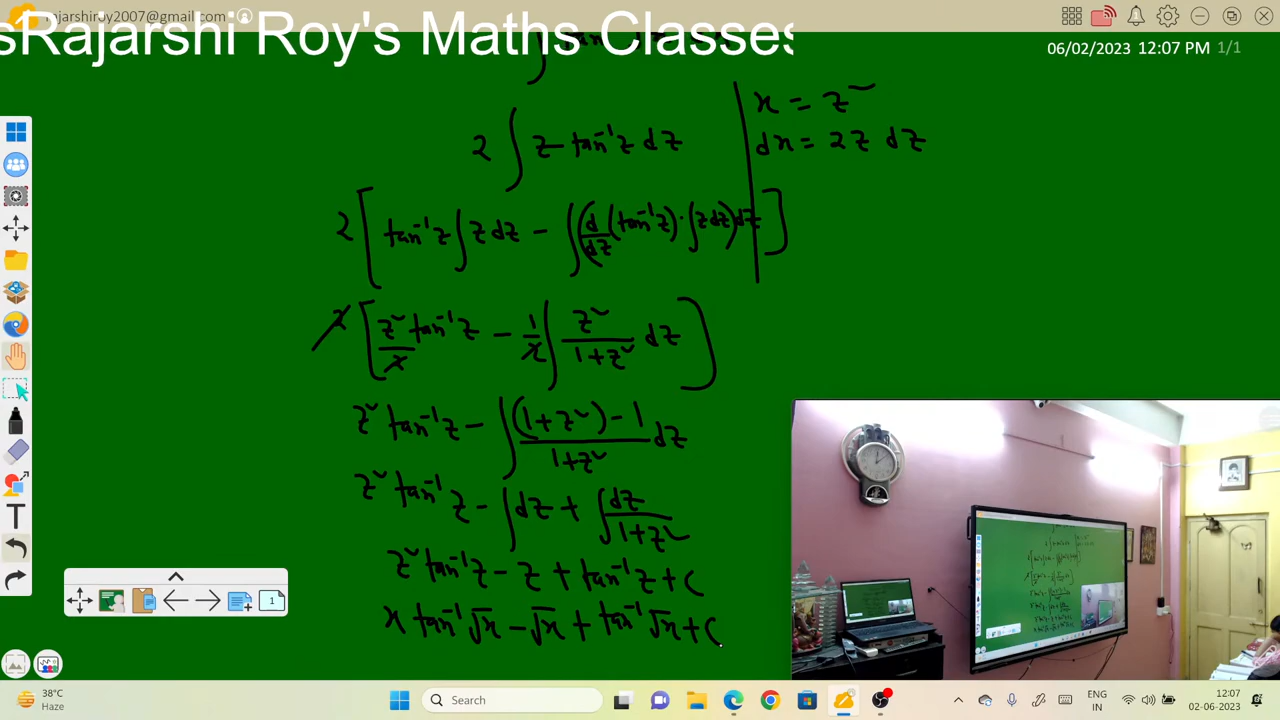 rajarshiroy2007@gmail.com
sRajarshi Roy's Maths Classes
06/02/2023 12:07 PM 1/1
x = z²
dx = 2z dz
2 ∫ z tan⁻¹z dz
2 [ tan⁻¹z ∫ z dz − ∫ ( d/dz (tan⁻¹z) · ∫ z dz ) dz ]
2 [ z²/2 tan⁻¹z − 1/2 ∫ z²/(1+z²) dz ]
z² tan⁻¹z − ∫ ((1+z²) − 1)/(1+z²) dz
z² tan⁻¹z − ∫ dz + ∫ dz/(1+z²)
z² tan⁻¹z − z + tan⁻¹z + C
x tan⁻¹√x − √x + tan⁻¹√x + C
T
1
38°C
Haze
Search
ENG
IN
12:07
02-06-2023